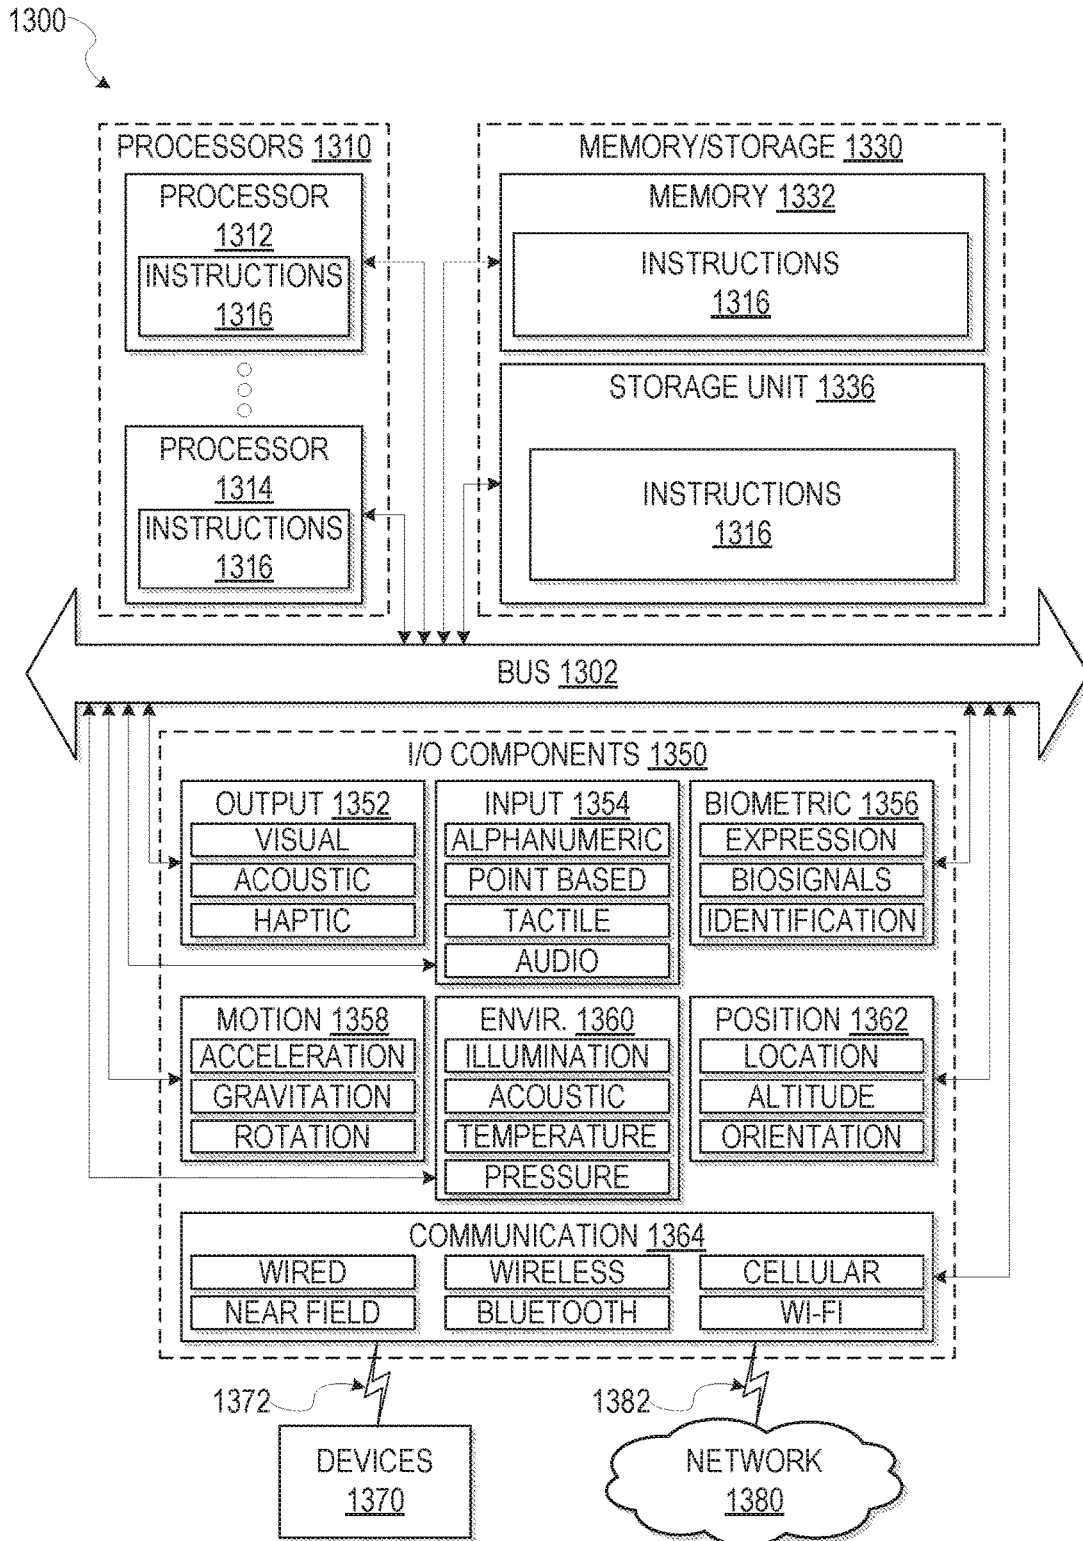 1300
PROCESSORS 1310
PROCESSOR
1312
INSTRUCTIONS
1316
PROCESSOR
1314
INSTRUCTIONS
1316
MEMORY/STORAGE 1330
MEMORY 1332
INSTRUCTIONS
1316
STORAGE UNIT 1336
INSTRUCTIONS
1316
BUS 1302
I/O COMPONENTS 1350
OUTPUT 1352
VISUAL
ACOUSTIC
HAPTIC
INPUT 1354
ALPHANUMERIC
POINT BASED
TACTILE
AUDIO
BIOMETRIC 1356
EXPRESSION
BIOSIGNALS
IDENTIFICATION
MOTION 1358
ACCELERATION
GRAVITATION
ROTATION
ENVIR. 1360
ILLUMINATION
ACOUSTIC
TEMPERATURE
PRESSURE
POSITION 1362
LOCATION
ALTITUDE
ORIENTATION
COMMUNICATION 1364
WIRED
WIRELESS
CELLULAR
NEAR FIELD
BLUETOOTH
WI-FI
1372
1382
DEVICES
1370
NETWORK
1380